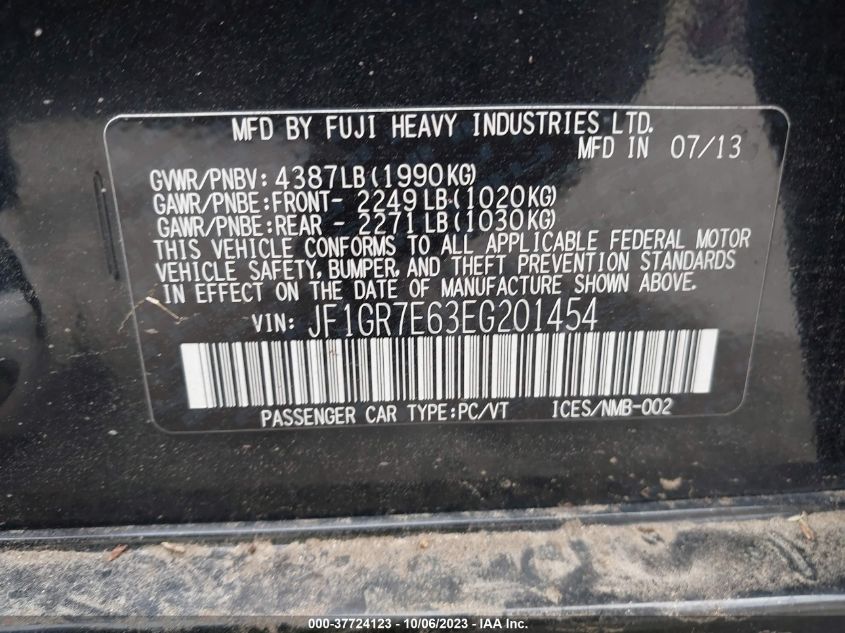 MFD BY FUJI HEAVY INDUSTRIES LTD.
MFD IN 07/13
GVWR/PNBV: 4387LB(1990KG)
GAWR/PNBE:FRONT- 2249LB(1020KG)
GAWR/PNBE:REAR - 2271LB(1030KG)
THIS VEHICLE CONFORMS TO ALL APPLICABLE FEDERAL MOTOR
VEHICLE SAFETY, BUMPER, AND THEFT PREVENTION STANDARDS
IN EFFECT ON THE DATE OF MANUFACTURE SHOWN ABOVE.
VIN: JF1GR7E63EG201454
PASSENGER CAR TYPE:PC/VT ICES/NMB-002
000-37724123 - 10/06/2023 - IAA Inc.